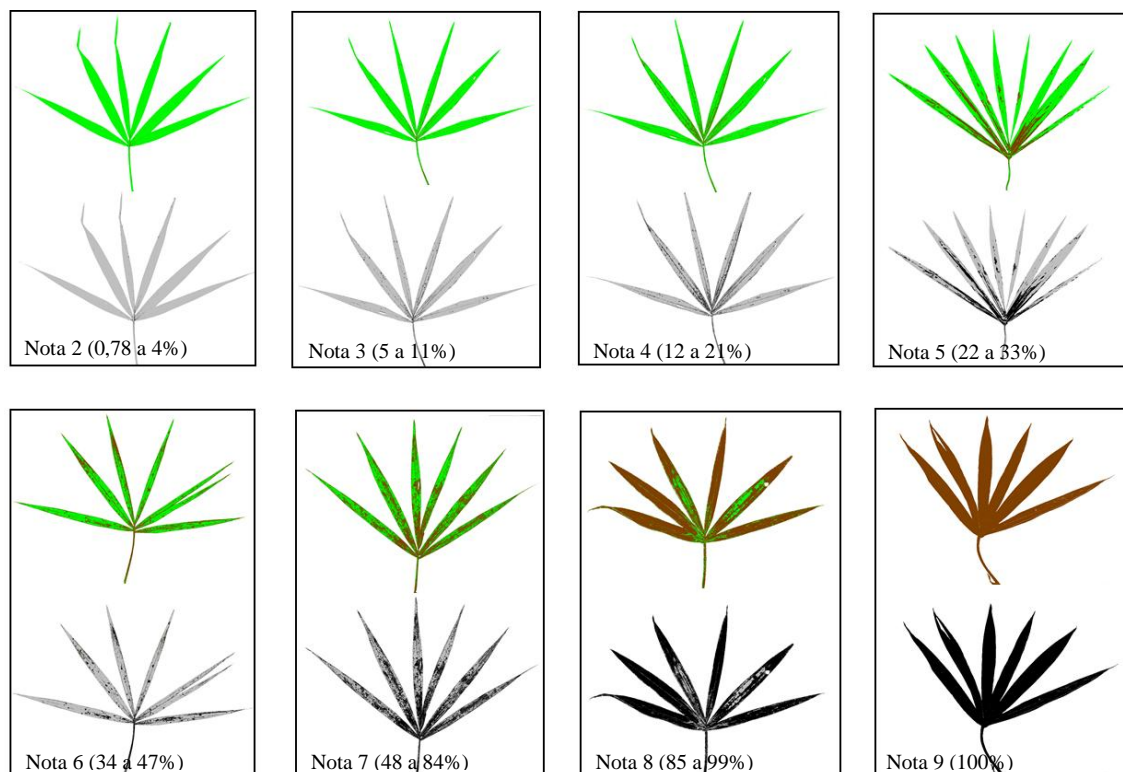 Nota 2 (0,78 a 4%)
Nota 3 (5 a 11%)
Nota 4 (12 a 21%)
Nota 5 (22 a 33%)
Nota 6 (34 a 47%)
Nota 7 (48 a 84%)
Nota 8 (85 a 99%)
Nota 9 (100%)